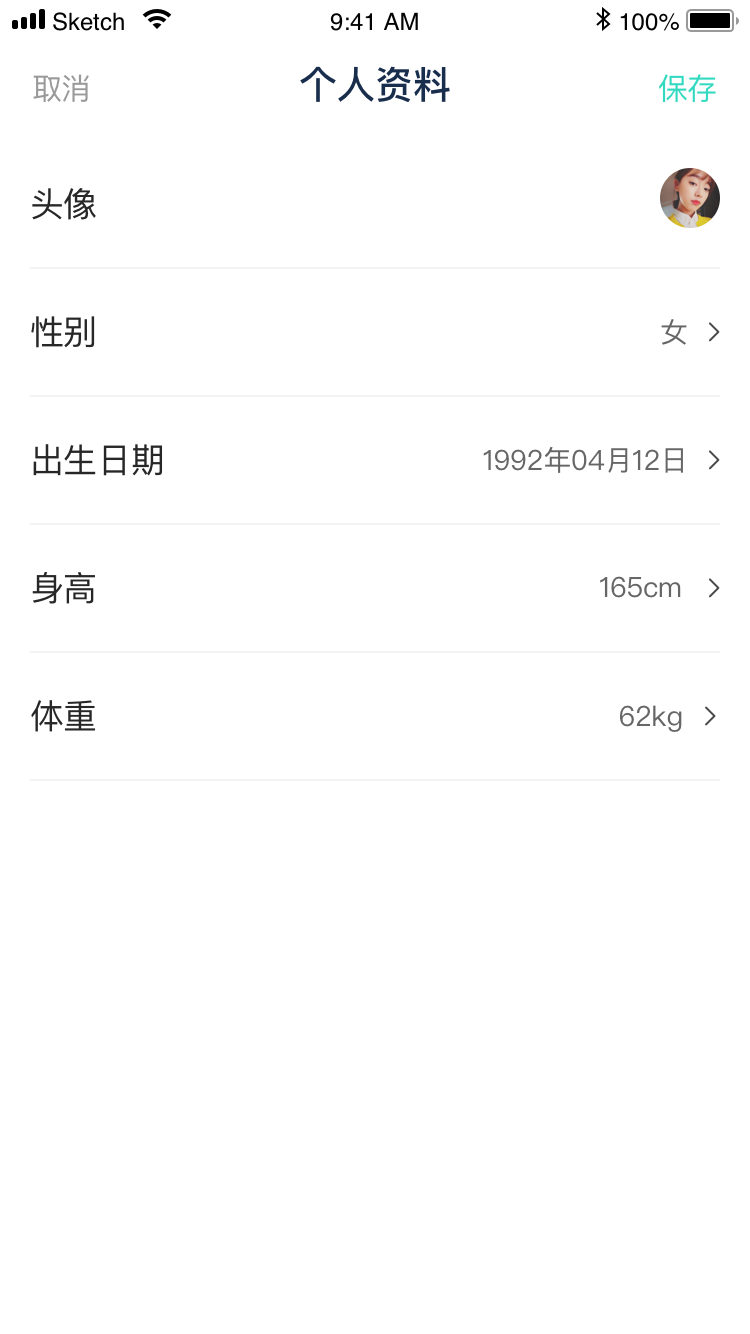 Sketch 9:41 AM 100%
取消 个人资料 保存
头像
性别 女
出生日期 1992年04月12日
身高 165cm
体重 62kg